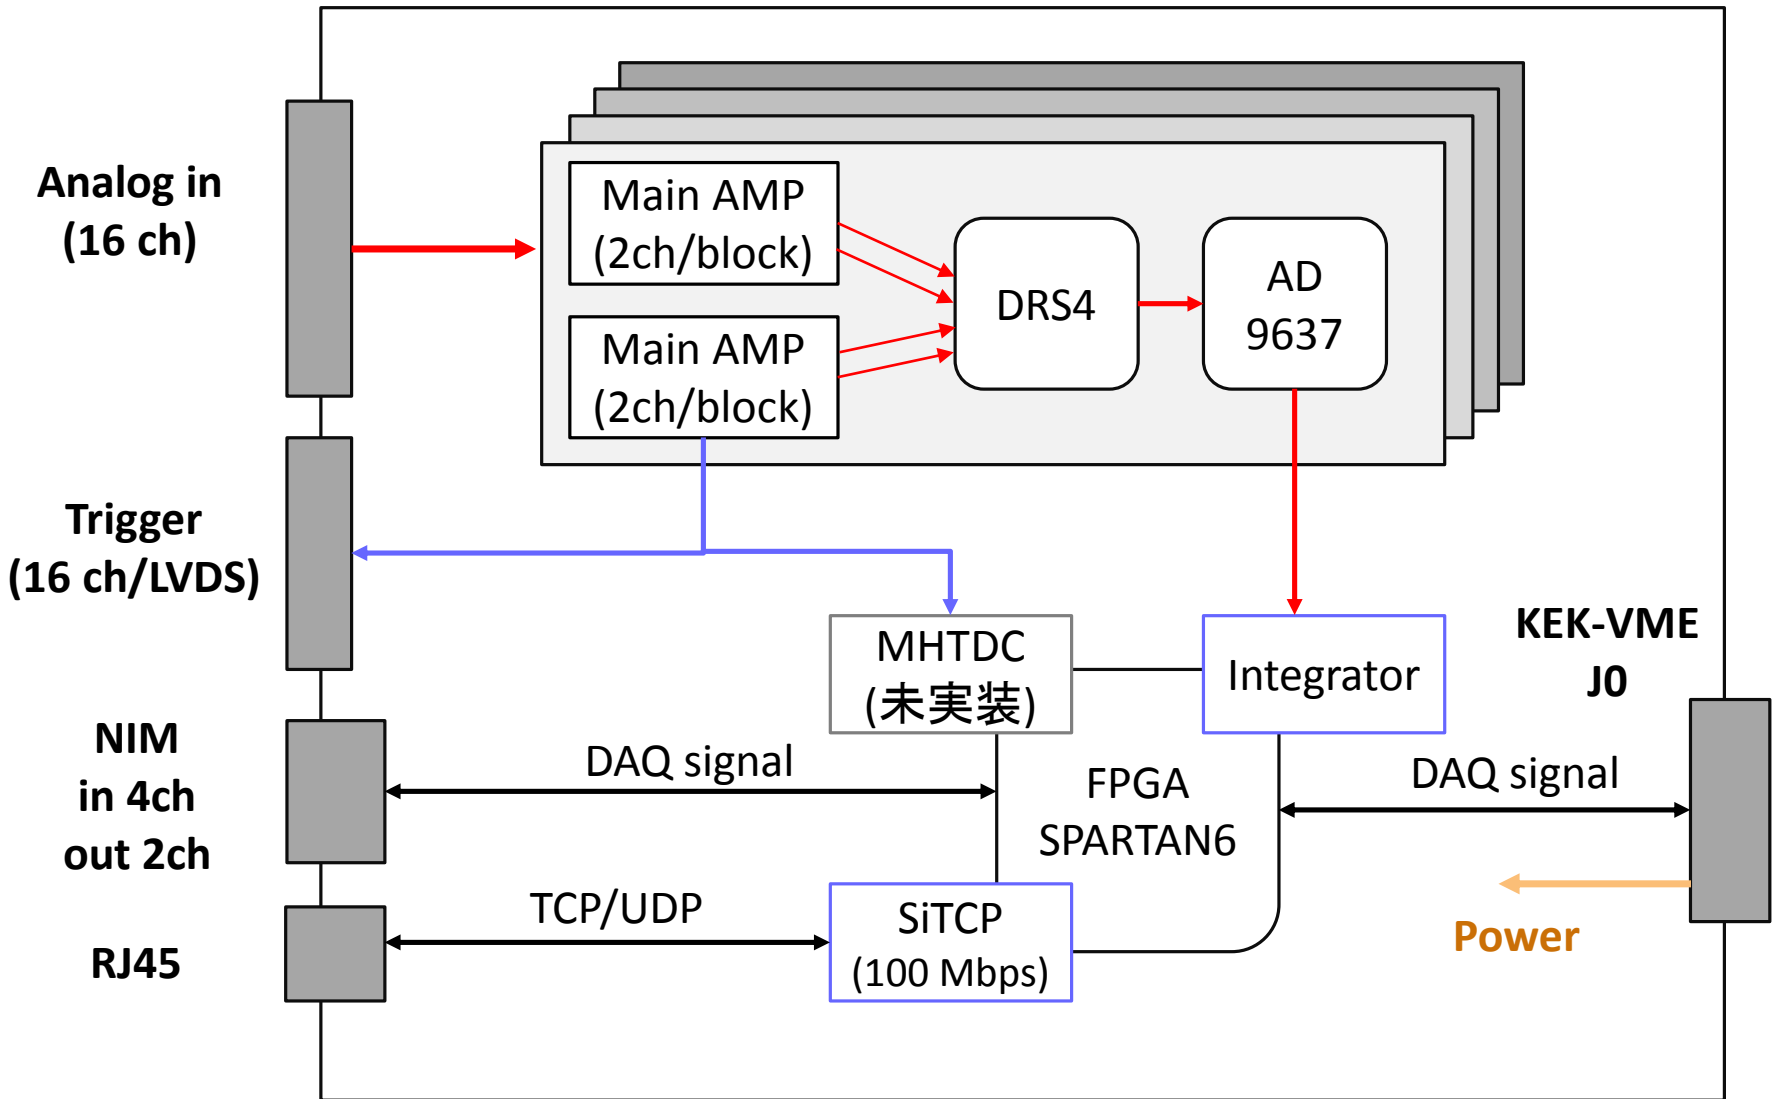 Analog in
(16 ch)
Main AMP
(2ch/block)
Main AMP
(2ch/block)
DRS4
AD
9637
Trigger
(16 ch/LVDS)
MHTDC
(未実装)
Integrator
KEK-VME
J0
NIM
in 4ch
out 2ch
DAQ signal
FPGA
SPARTAN6
DAQ signal
RJ45
TCP/UDP
SiTCP
(100 Mbps)
Power